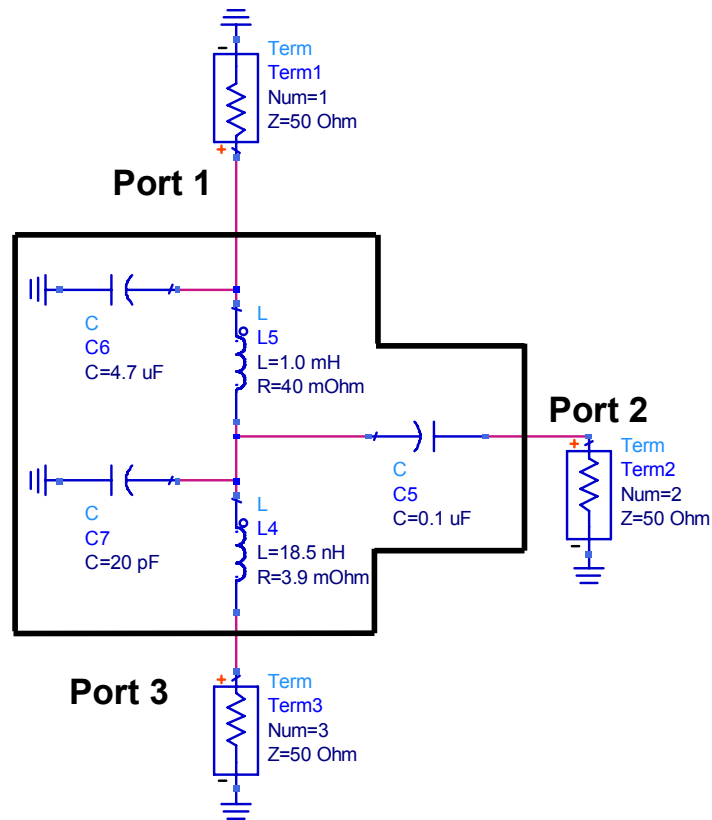 Term
Term1
Num=1
Z=50 Ohm
Port 1
C
C6
C=4.7 uF
L
L5
L=1.0 mH
R=40 mOhm
Port 2
C
C5
C=0.1 uF
Term
Term2
Num=2
Z=50 Ohm
C
C7
C=20 pF
L
L4
L=18.5 nH
R=3.9 mOhm
Port 3
Term
Term3
Num=3
Z=50 Ohm